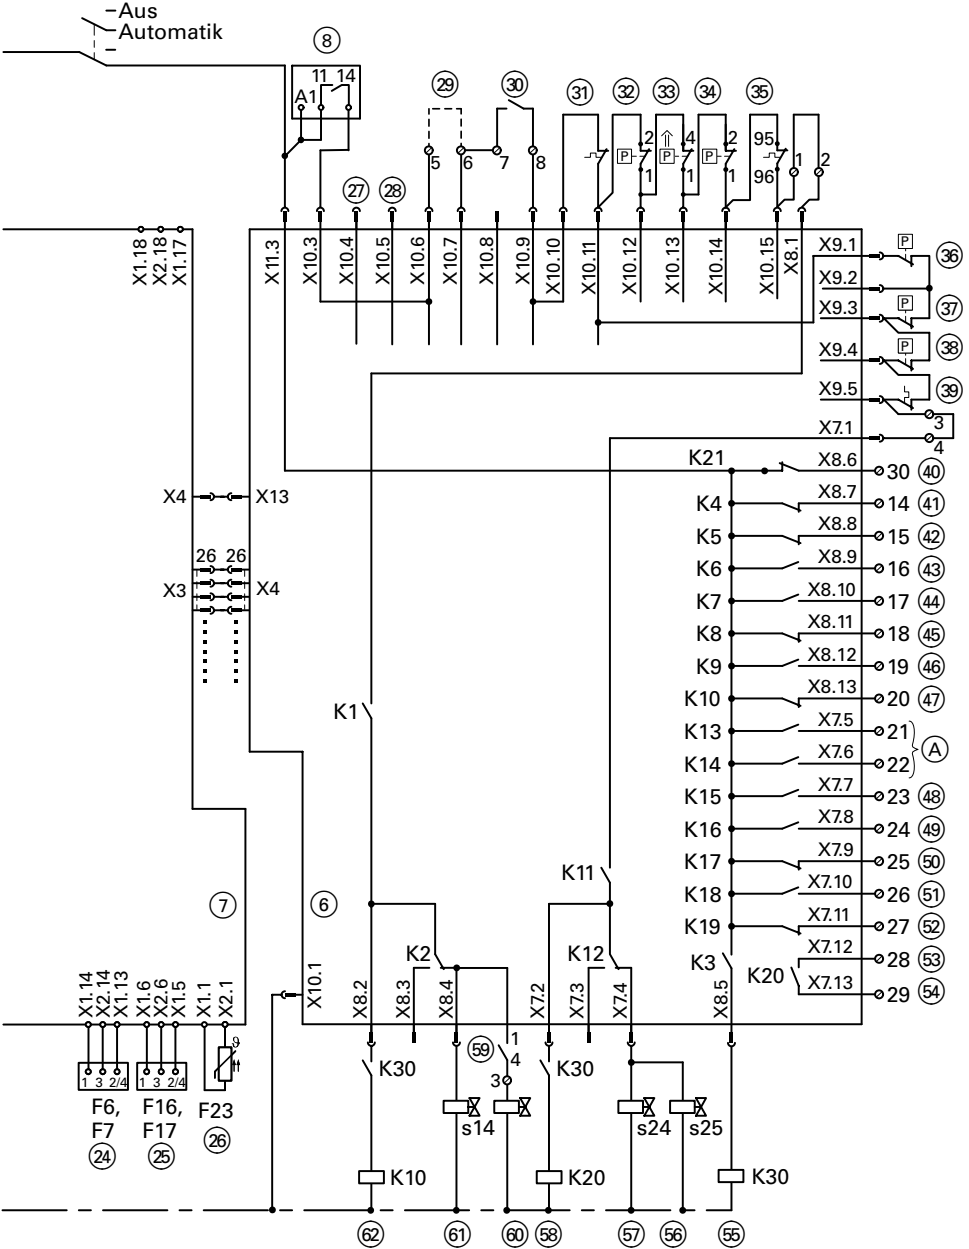 Aus
Automatik
8
11 14
A1
29
30
31
32
33
34
35
5
6
7
8
2
P
1
4
P
1
2
P
1
95
96
1
2
27
28
X1.18
X2.18
X1.17
X11.3
X10.3
X10.4
X10.5
X10.6
X10.7
X10.8
X10.9
X10.10
X10.11
X10.12
X10.13
X10.14
X10.15
X8.1
X9.1
P
36
X9.2
X9.3
P
37
X9.4
P
38
X9.5
39
3
X7.1
4
K21
X8.6
30
40
X4
X13
K4
X8.7
14
41
K5
X8.8
15
42
26 26
K6
X8.9
16
43
X3
X4
K7
X8.10
17
44
K8
X8.11
18
45
K9
X8.12
19
46
K1
K10
X8.13
20
47
K13
X7.5
21
A
K14
X7.6
22
K15
X7.7
23
48
K16
X7.8
24
49
K17
X7.9
25
50
K11
K18
X7.10
26
51
7
6
K19
X7.11
27
52
K2
K12
K3
K20
X7.12
28
53
X7.13
29
54
X1.14
X2.14
X1.13
X1.6
X2.6
X1.5
X1.1
X2.1
X10.1
X8.2
X8.3
X8.4
X7.2
X7.3
X7.4
X8.5
59
1
4
3
ϑ
1 3 2/4
1 3 2/4
K30
K30
F6,
F7
24
F16,
F17
25
F23
26
s14
s24
s25
K10
K20
K30
62
61
60
58
57
56
55